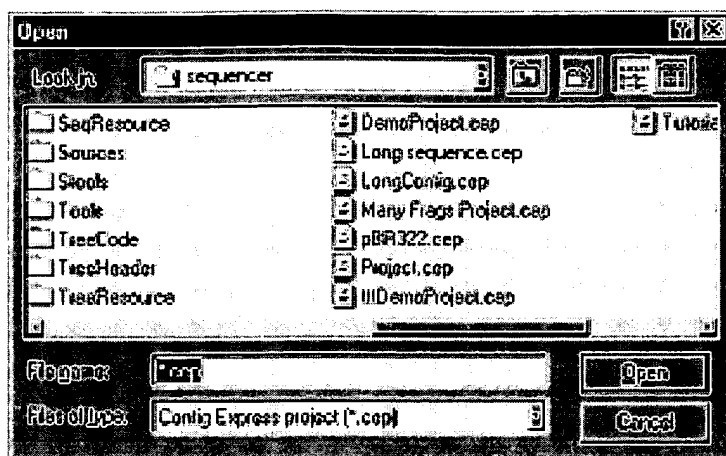 Open
Look in:
sequencer
SeqResource
Sources
Stools
Tools
TreeCode
TreeHeader
TreeResource
DemoProject.cep
Long sequence.cep
LongContig.cep
Many Frags Project.cep
pBR322.cep
Project.cep
DemoProject.cep
File name:
*.cep
Open
Files of type:
Contig Express project (*.cep)
Cancel